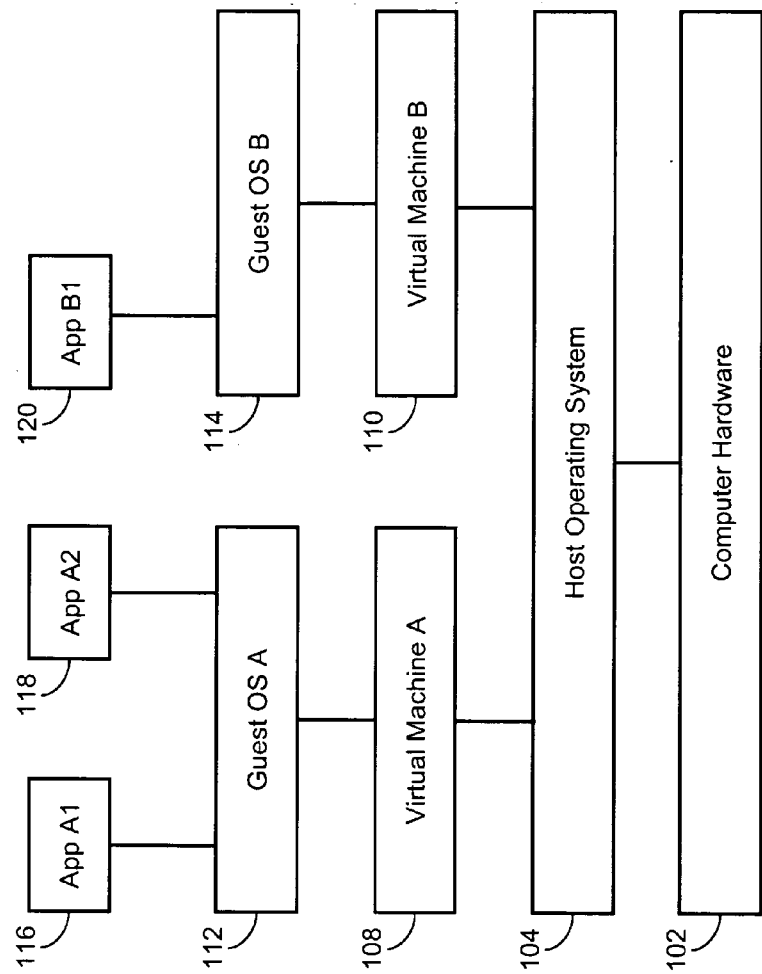 App A1
116
App A2
118
App B1
120
Guest OS A
112
Guest OS B
114
Virtual Machine A
108
Virtual Machine B
110
Host Operating System
104
Computer Hardware
102